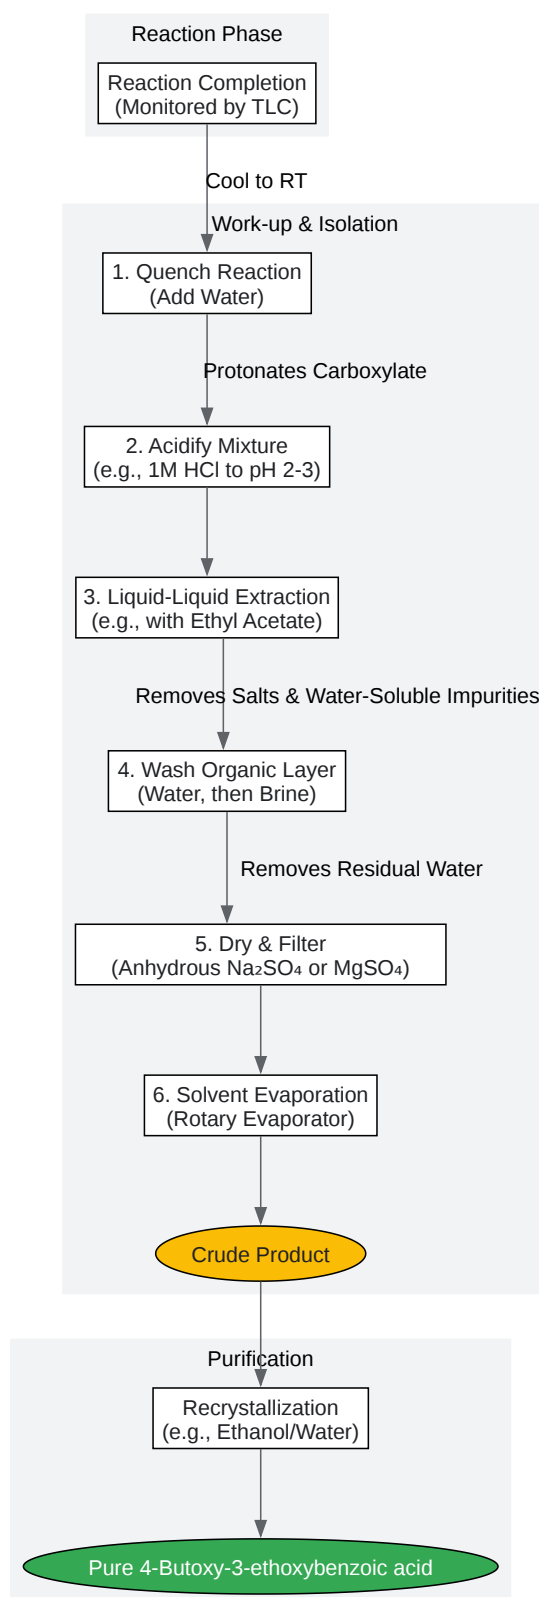 Reaction Phase
Reaction Completion
(Monitored by TLC)
Cool to RT
Work-up & Isolation
1. Quench Reaction
(Add Water)
Protonates Carboxylate
2. Acidify Mixture
(e.g., 1M HCl to pH 2-3)
3. Liquid-Liquid Extraction
(e.g., with Ethyl Acetate)
Removes Salts & Water-Soluble Impurities
4. Wash Organic Layer
(Water, then Brine)
Removes Residual Water
5. Dry & Filter
(Anhydrous Na₂SO₄ or MgSO₄)
6. Solvent Evaporation
(Rotary Evaporator)
Crude Product
Purification
Recrystallization
(e.g., Ethanol/Water)
Pure 4-Butoxy-3-ethoxybenzoic acid